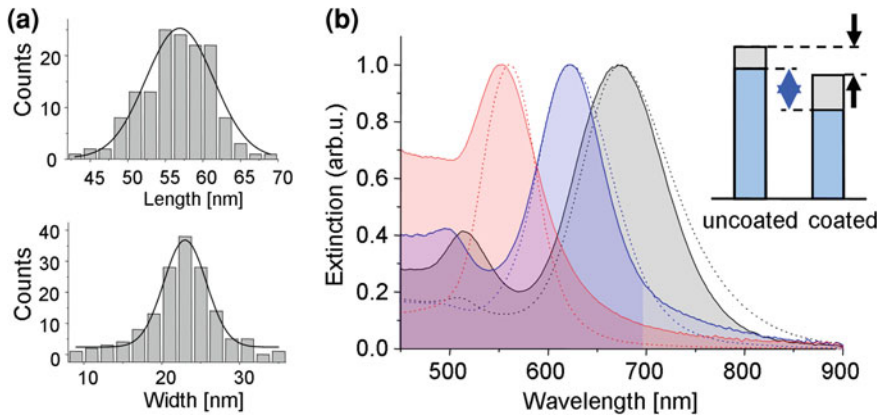 (a)
Counts
20
10
0
45 50 55 60 65 70
Length [nm]
Counts
40
30
20
10
0
10 20 30
Width [nm]
(b)
Extinction (arb.u.)
1.0
0.8
0.6
0.4
0.2
0.0
500 600 700 800 900
Wavelength [nm]
uncoated coated